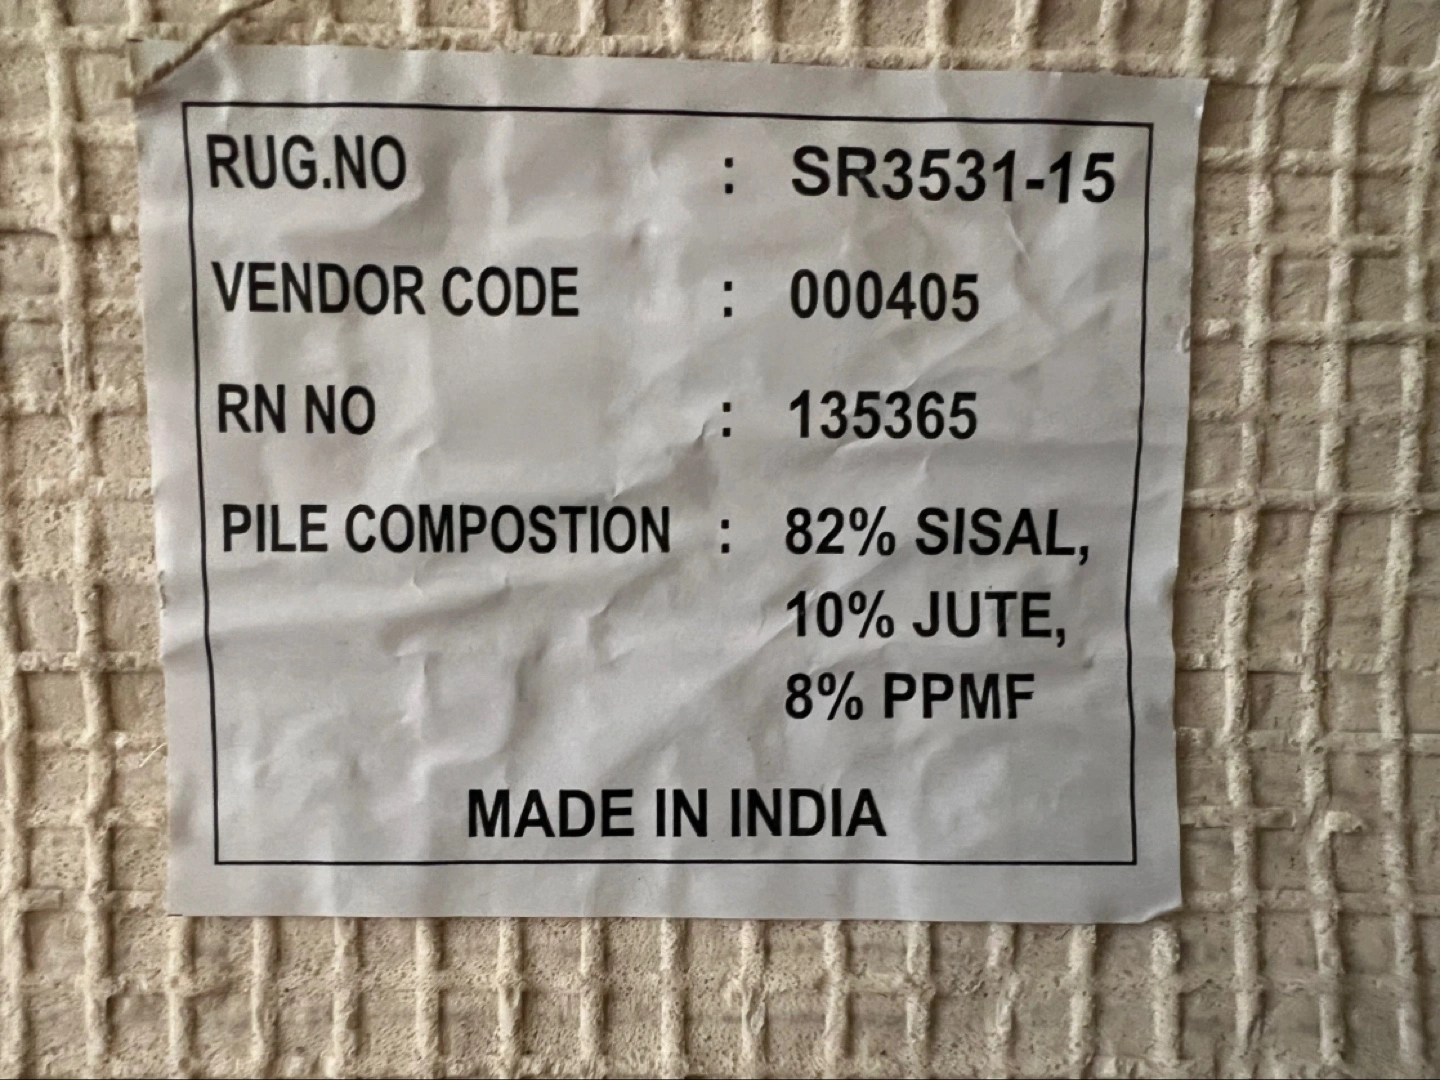 RUG.NO : SR3531-15
VENDOR CODE : 000405
RN NO : 135365
PILE COMPOSTION : 82% SISAL,
10% JUTE,
8% PPMF
MADE IN INDIA